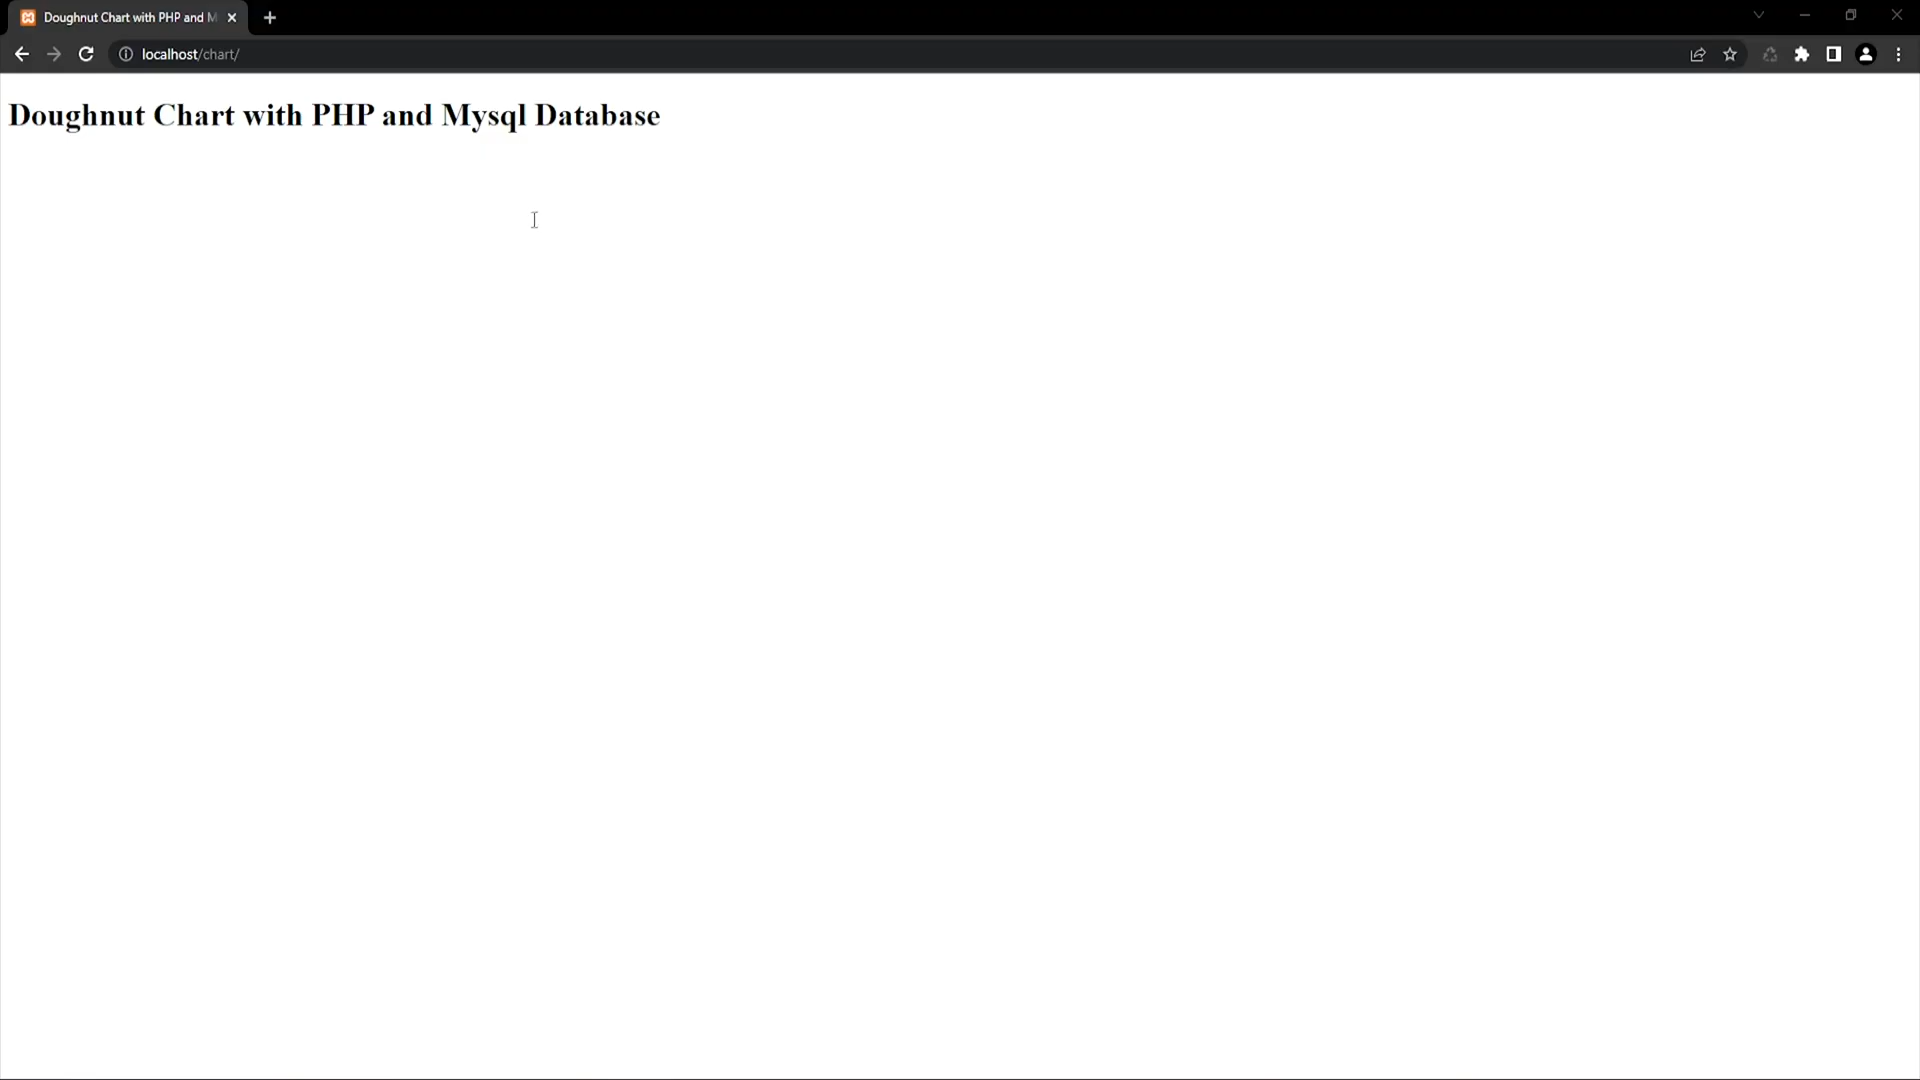 Doughnut Chart with PHP and M
localhost/chart/
Doughnut Chart with PHP and Mysql Database